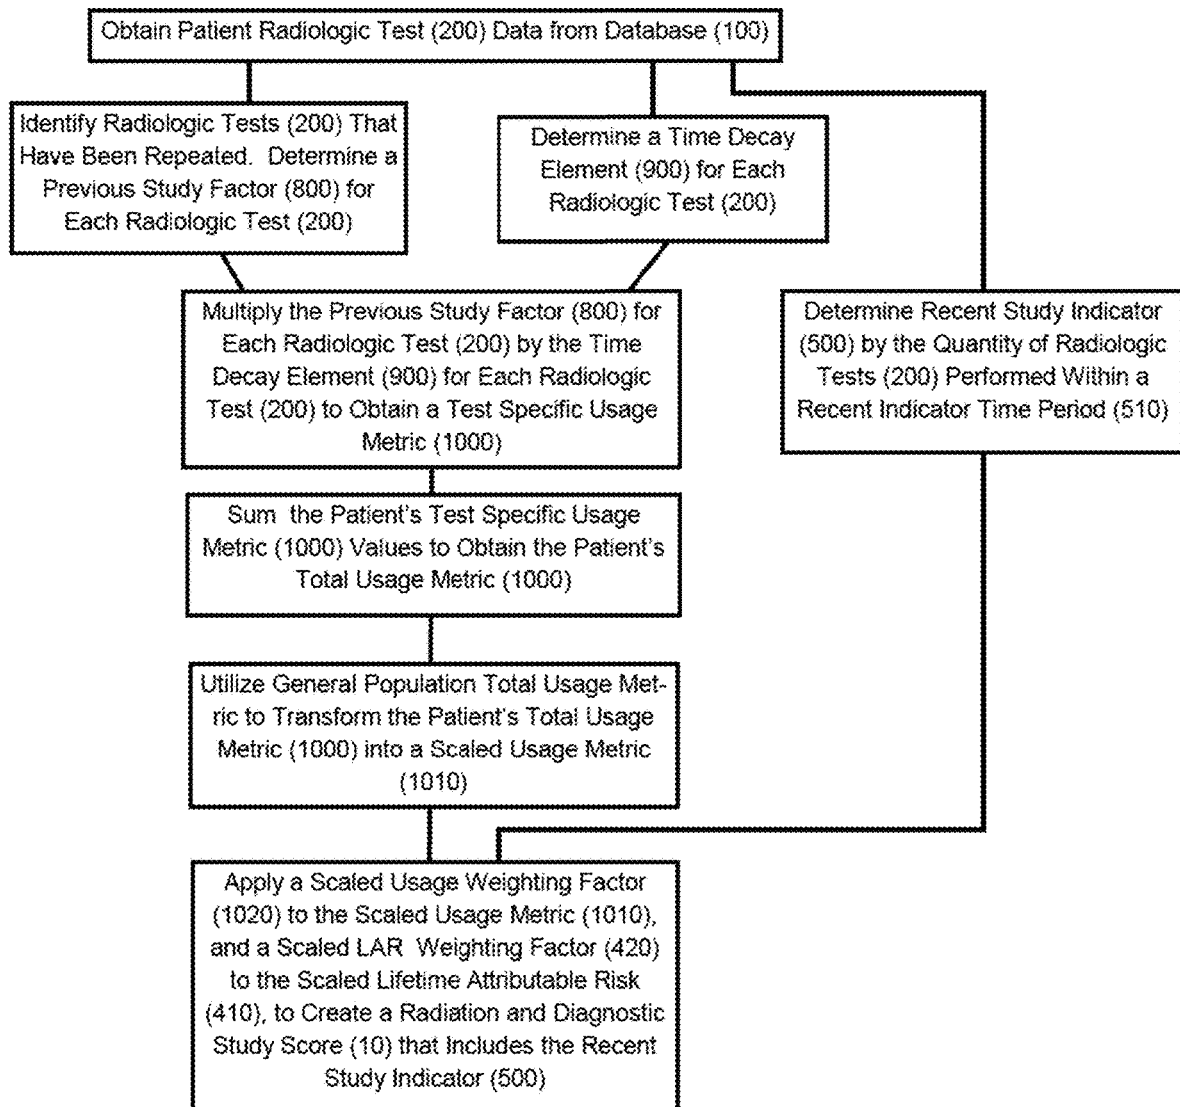 Obtain Patient Radiologic Test (200) Data from Database (100)
Identify Radiologic Tests (200) That
Have Been Repeated.  Determine a
Previous Study Factor (800) for
Each Radiologic Test (200)
Determine a Time Decay
Element (900) for Each
Radiologic Test (200)
Multiply the Previous Study Factor (800) for
Each Radiologic Test (200) by the Time
Decay Element (900) for Each Radiologic
Test (200) to Obtain a Test Specific Usage
Metric (1000)
Determine Recent Study Indicator
(500) by the Quantity of Radiologic
Tests (200) Performed Within a
Recent Indicator Time Period (510)
Sum  the Patient's Test Specific Usage
Metric (1000) Values to Obtain the Patient's
Total Usage Metric (1000)
Utilize General Population Total Usage Met-
ric to Transform the Patient's Total Usage
Metric (1000) into a Scaled Usage Metric
(1010)
Apply a Scaled Usage Weighting Factor
(1020) to the Scaled Usage Metric (1010),
and a Scaled LAR  Weighting Factor (420)
to the Scaled Lifetime Attributable Risk
(410), to Create a Radiation and Diagnostic
Study Score (10) that Includes the Recent
Study Indicator (500)